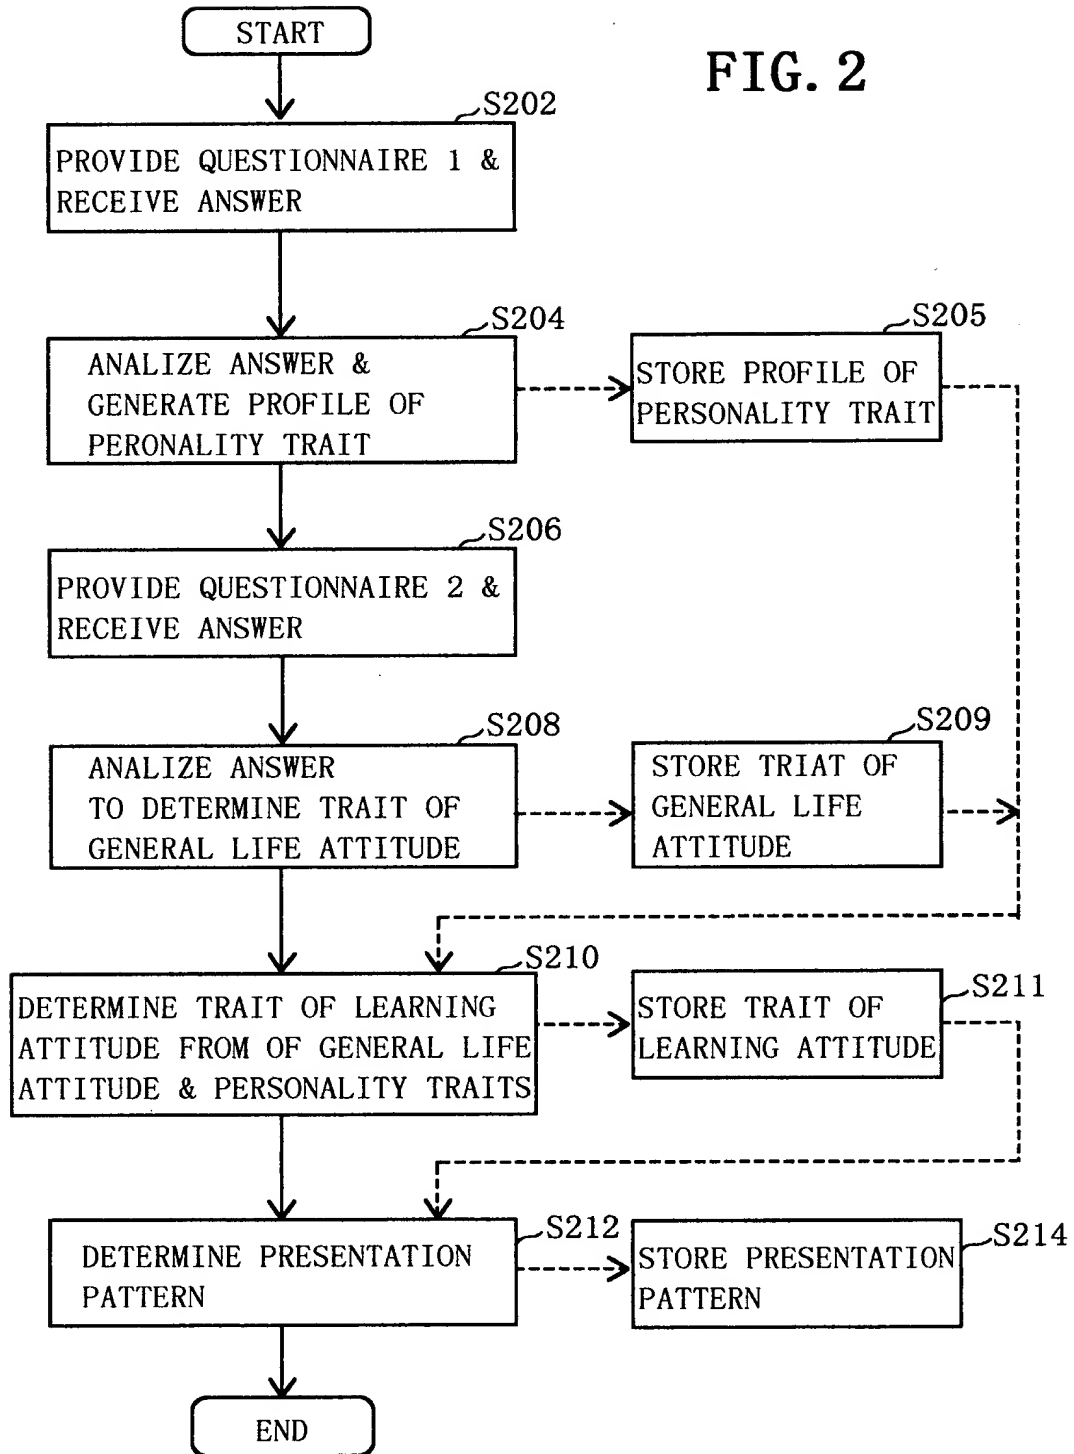 START
FIG. 2
S202
PROVIDE QUESTIONNAIRE 1 &
RECEIVE ANSWER
S204
ANALIZE ANSWER &
GENERATE PROFILE OF
PERONALITY TRAIT
S205
STORE PROFILE OF
PERSONALITY TRAIT
S206
PROVIDE QUESTIONNAIRE 2 &
RECEIVE ANSWER
S208
ANALIZE ANSWER
TO DETERMINE TRAIT OF
GENERAL LIFE ATTITUDE
S209
STORE TRIAT OF
GENERAL LIFE
ATTITUDE
S210
DETERMINE TRAIT OF LEARNING
ATTITUDE FROM OF GENERAL LIFE
ATTITUDE & PERSONALITY TRAITS
S211
STORE TRAIT OF
LEARNING ATTITUDE
S212
DETERMINE PRESENTATION
PATTERN
S214
STORE PRESENTATION
PATTERN
END